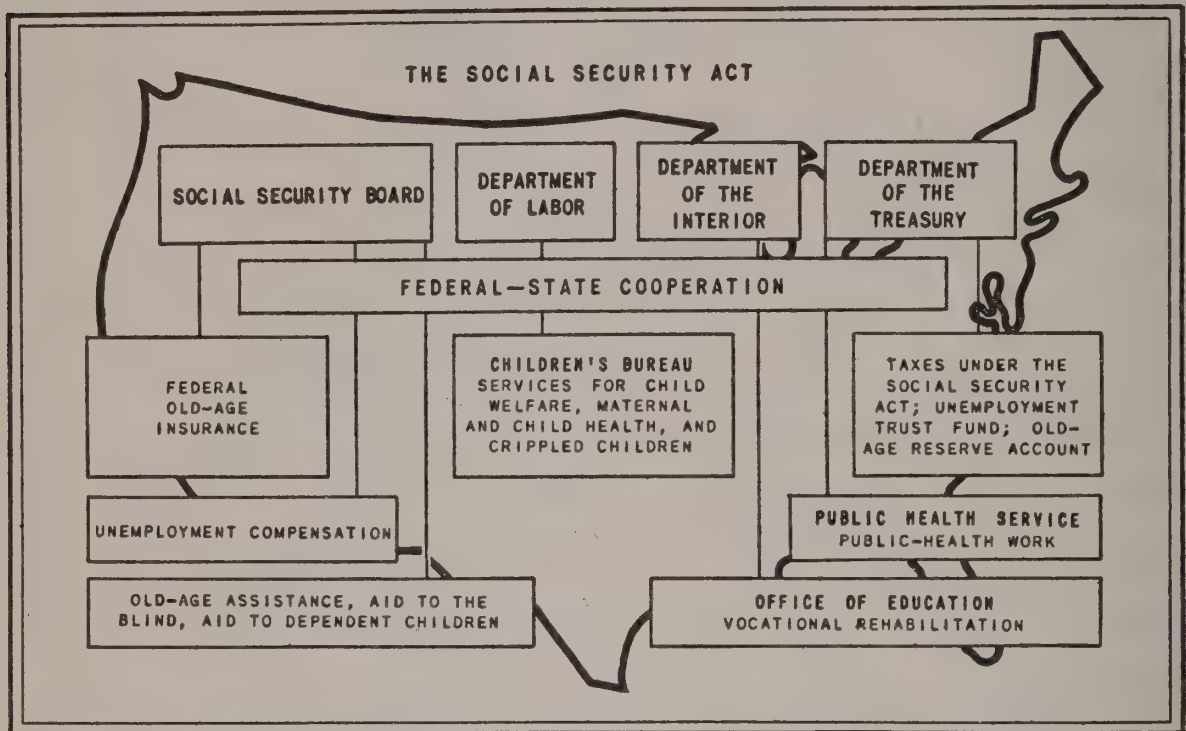 THE SOCIAL SECURITY ACT
SOCIAL SECURITY BOARD
DEPARTMENT
OF LABOR
DEPARTMENT
OF THE
INTERIOR
DEPARTMENT
OF THE
TREASURY
FEDERAL—STATE COOPERATION
FEDERAL
OLD-AGE
INSURANCE
CHILDREN'S BUREAU
SERVICES FOR CHILD
WELFARE, MATERNAL
AND CHILD HEALTH, AND
CRIPPLED CHILDREN
TAXES UNDER THE
SOCIAL SECURITY
ACT; UNEMPLOYMENT
TRUST FUND; OLD-
AGE RESERVE ACCOUNT
UNEMPLOYMENT COMPENSATION
PUBLIC HEALTH SERVICE
PUBLIC-HEALTH WORK
OLD-AGE ASSISTANCE, AID TO THE
BLIND, AID TO DEPENDENT CHILDREN
OFFICE OF EDUCATION
VOCATIONAL REHABILITATION